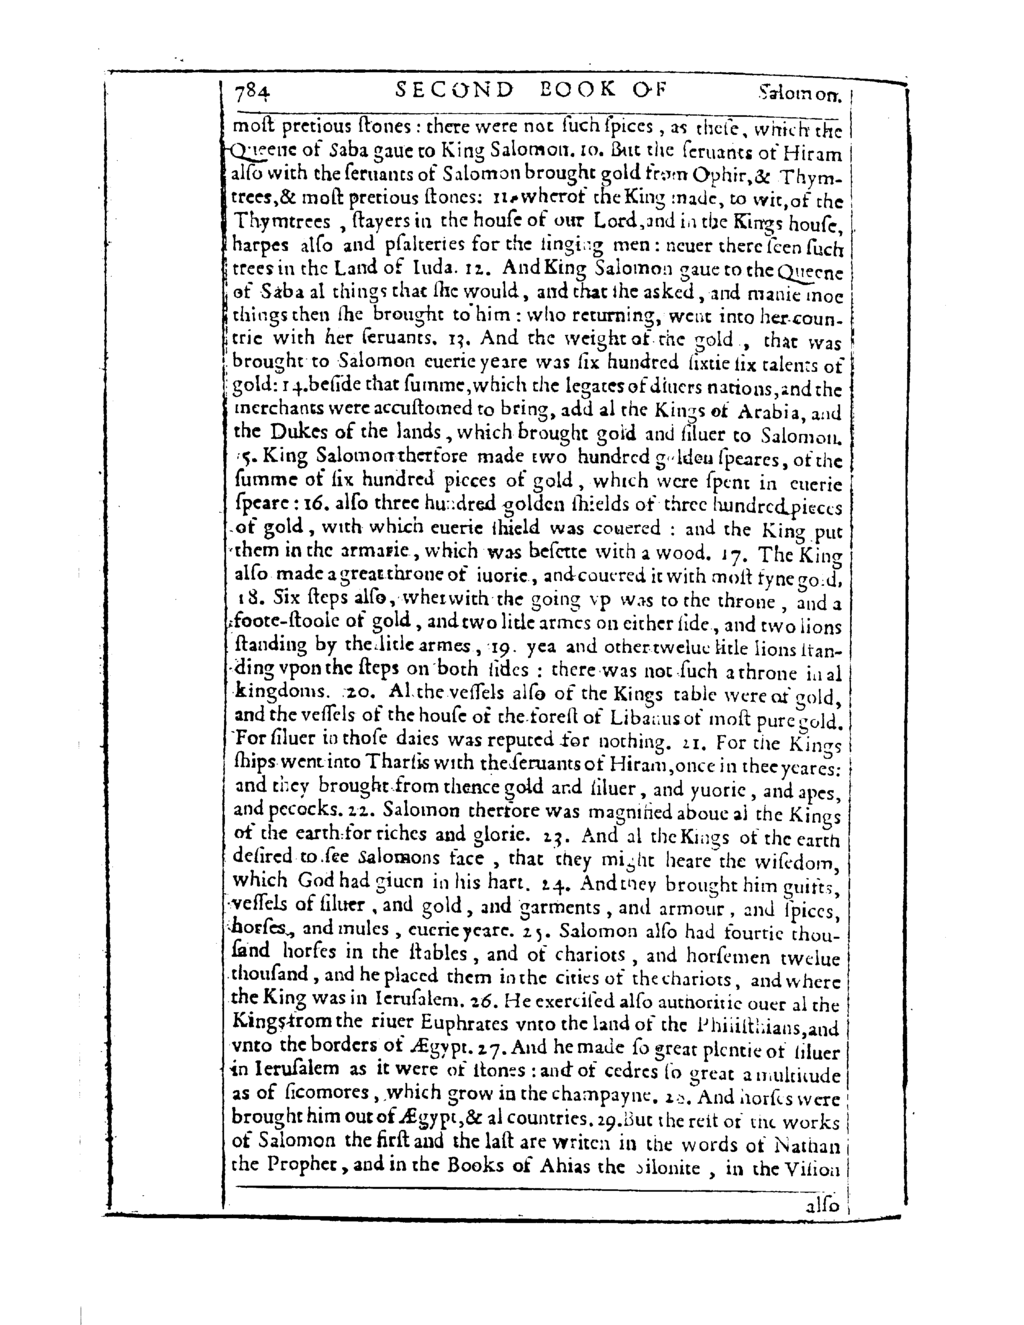 784 SECOND BOOK OF Salomon.
moſt pretious ſtones : there were not ſuch ſpices , as theſe, which the
Queene of Saba gaue to King Salomon. 10. But the ſeruants of Hiram
alſo with the ſeruants of Salomon brought gold from Ophir,& Thym-
trees,& moſt pretious ſtones: 11. wherof the King made, to wit,of the
Thymtrees , ſtayers in the houſe of our Lord,and in the Kings houſe,
harpes alſo and pſalteries for the ſinging men : neuer there ſeen ſuch
trees in the Land of Iuda. 12. And King Salomon gaue to the Queene
of Saba al things that ſhe would , and that ſhe asked , and manie moe
things then ſhe brought to him : who returning, went into her coun-
trie with her ſeruants. 13. And the weight of the gold , that was
brought to Salomon euerie yeare was ſix hundred ſixtie ſix talents of
gold: 14.beſide that ſumme,which the legates of diuers nations,and the
merchants were accuſtomed to bring, add al the Kings of Arabia, and
the Dukes of the lands , which brought gold and ſiluer to Salomon.
15. King Salomon therfore made two hundred golden ſpeares, of the
ſumme of ſix hundred pieces of gold , which were ſpent in euerie
ſpeare : 16. alſo three hundred golden ſhields of three hundred pieces
of gold , with which euerie ſhield was couered : and the King put
them in the armarie , which was beſette with a wood. 17. The King
alſo made a great throne of iuorie , and couered it with moſt fyne gold,
18. Six ſteps alſo, wherwith the going vp was to the throne , and a
foote-ſtoole of gold , and two litle armes on either ſide , and two lions
ſtanding by the litle armes , 19. yea and other twelue litle lions ſtan-
ding vpon the ſteps on both ſides : there was not ſuch a throne in al
kingdoms. 20. Al the veſſels alſo of the Kings table were of gold,
and the veſſels of the houſe of the foreſt of Libanus of moſt pure gold.
For ſiluer in thoſe daies was reputed for nothing. 21. For the Kings
ſhips went into Tharſis with the ſeruants of Hiram,once in thee yeares:
and they brought from thence gold and ſiluer , and yuorie , and apes,
and pecocks. 22. Salomon therfore was magnified aboue al the Kings
of the earth for riches and glorie. 23. And al the Kings of the earth
deſired to ſee Salomons face , that they might heare the wiſedom,
which God had giuen in his hart. 24. And they brought him guifts,
veſſels of ſiluer , and gold , and garments , and armour , and ſpices,
horſes , and mules , euerie yeare. 25. Salomon alſo had fourtie thou-
ſand horſes in the ſtables , and of chariots , and horſemen twelue
thouſand , and he placed them in the cities of the chariots , and where
the King was in Ieruſalem. 26. He exerciſed alſo authoritie ouer al the
Kings from the riuer Euphrates vnto the land of the Philiſthians,and
vnto the borders of Ægypt. 27. And he made ſo great plentie of ſiluer
in Ieruſalem as it were of ſtones : and of cedres ſo great a multitude
as of ſicomores , which grow in the champayne. 28. And horſes were
brought him out of Ægypt,& al countries. 29.But the reſt of the works
of Salomon the firſt and the laſt are writen in the words of Nathan
the Prophet , and in the Books of Ahias the Silonite , in the Viſion
alſo